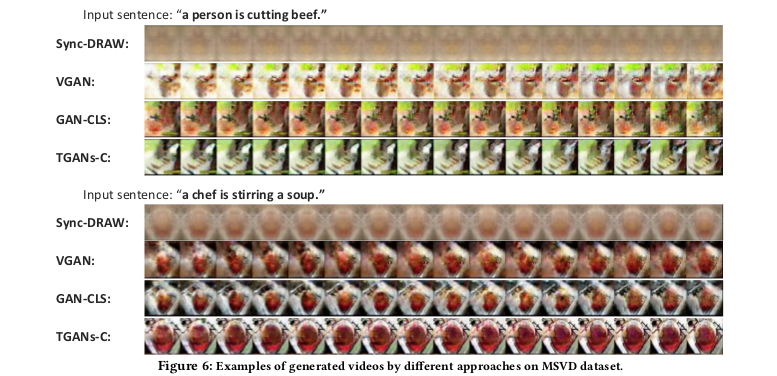 Input sentence: “a person is cutting beef.”
Sync-DRAW:
VGAN:
GAN-CLS:
TGANs-C:
Input sentence: “a chef is stirring a soup.”
Sync-DRAW:
VGAN:
GAN-CLS:
TGANs-C:
Figure 6: Examples of generated videos by different approaches on MSVD dataset.